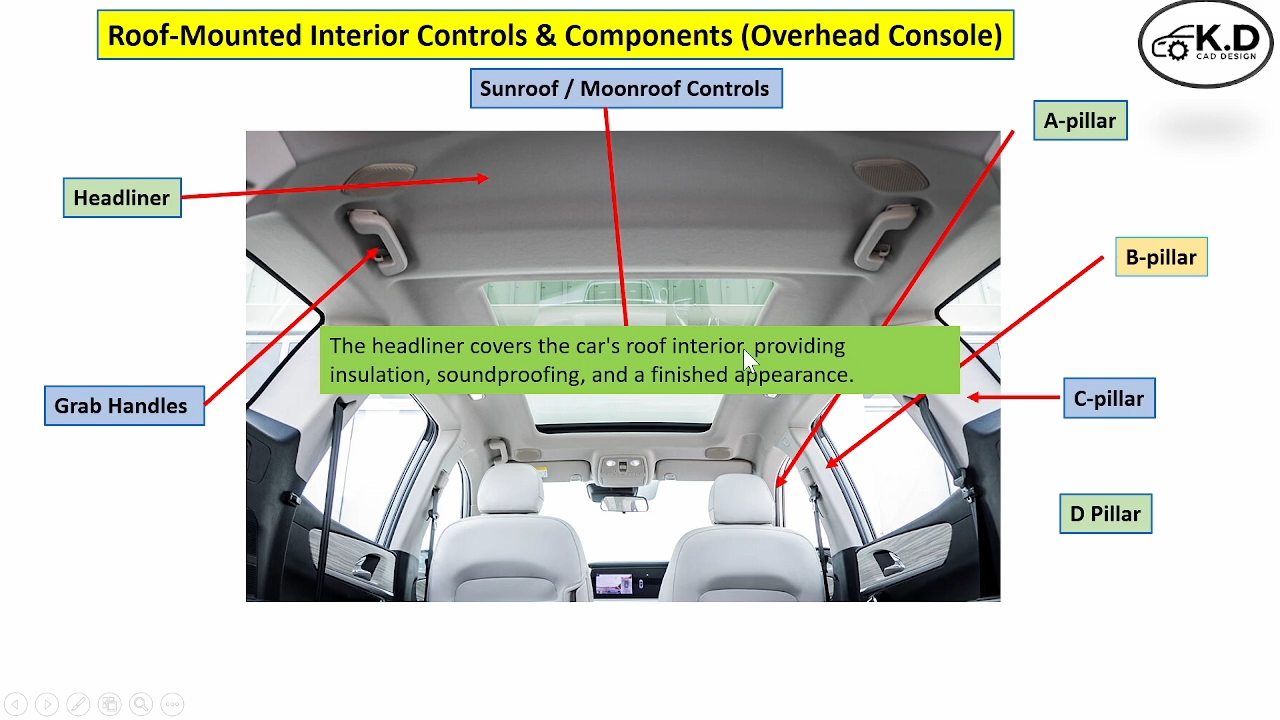 Roof-Mounted Interior Controls & Components (Overhead Console)
K.D
CAD DESIGN
Sunroof / Moonroof Controls
A-pillar
Headliner
B-pillar
The headliner covers the car's roof interior, providing
insulation, soundproofing, and a finished appearance.
Grab Handles
C-pillar
D Pillar